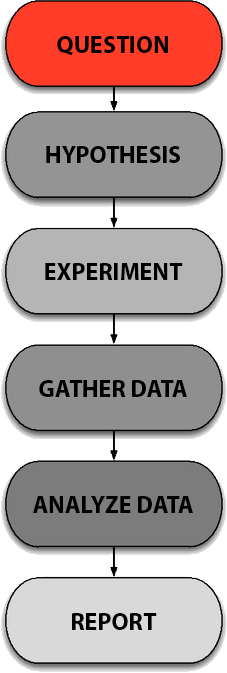 QUESTION
HYPOTHESIS
EXPERIMENT
GATHER DATA
ANALYZE DATA
REPORT